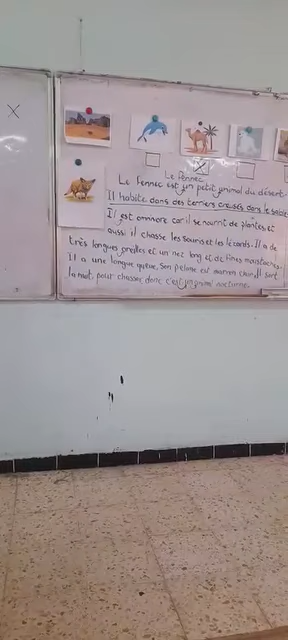 Le Fennec
Le Fennec est un petit animal du désert.
Il habite dans des terriers creusés dans le sable
Il est omnivore car il se nourrit de plantes et
aussi il chasse les souris et les lézards. Il a de
très longues oreilles et un nez long et de fines moustaches.
Il a une longue queue, Son pelage est marron clair. Il sort
la nuit, pour chasser, donc c'est un animal nocturne.